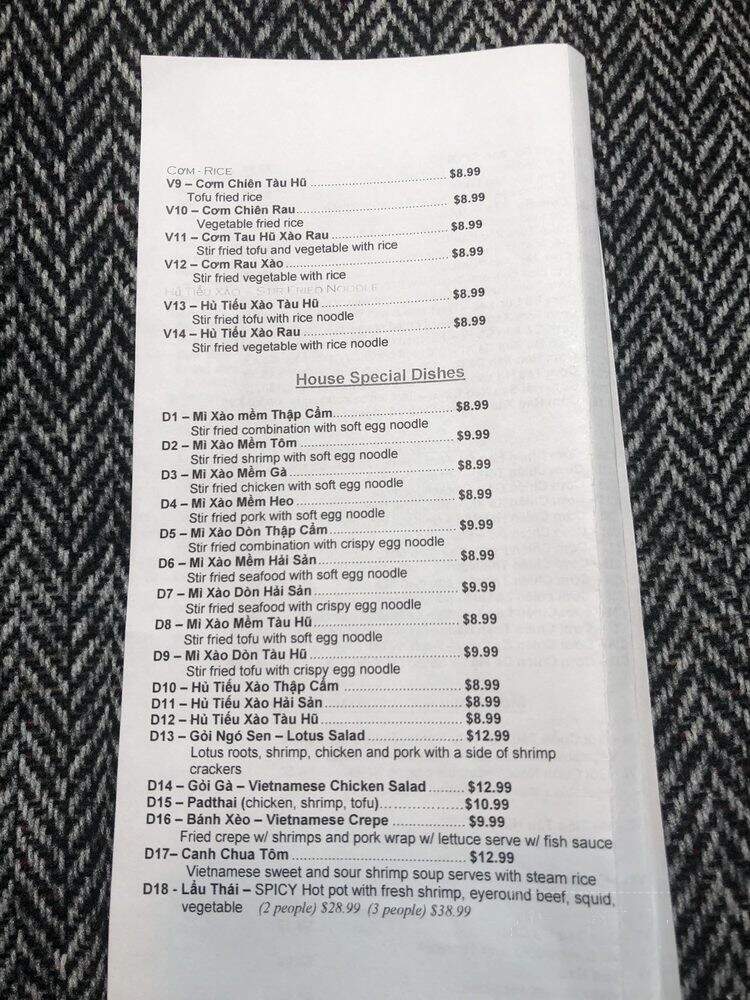 CƠM - RICE
V9 – Cơm Chiên Tàu Hũ ........................................ $8.99
Tofu fried rice
V10 – Cơm Chiên Rau............................................. $8.99
Vegetable fried rice
V11 – Cơm Tau Hũ Xào Rau.................................... $8.99
Stir fried tofu and vegetable with rice
V12 – Cơm Rau Xào................................................ $8.99
Stir fried vegetable with rice
HỦ TIẾU XÀO - STIR FRIED NOODLE
V13 – Hủ Tiếu Xào Tàu Hũ....................................... $8.99
Stir fried tofu with rice noodle
V14 – Hủ Tiếu Xào Rau ........................................... $8.99
Stir fried vegetable with rice noodle
House Special Dishes
D1 – Mì Xào mềm Thập Cẩm................................... $8.99
Stir fried combination with soft egg noodle
D2 – Mì Xào Mềm Tôm ........................................... $9.99
Stir fried shrimp with soft egg noodle
D3 – Mì Xào Mềm Gà .............................................. $8.99
Stir fried chicken with soft egg noodle
D4 – Mì Xào Mềm Heo............................................. $8.99
Stir fried pork with soft egg noodle
D5 – Mì Xào Dòn Thập Cẩm..................................... $9.99
Stir fried combination with crispy egg noodle
D6 – Mì Xào Mềm Hải Sản....................................... $8.99
Stir fried seafood with soft egg noodle
D7 – Mì Xào Dòn Hải Sản........................................ $9.99
Stir fried seafood with crispy egg noodle
D8 – Mì Xào Mềm Tàu Hũ........................................ $8.99
Stir fried tofu with soft egg noodle
D9 – Mì Xào Dòn Tàu Hũ......................................... $9.99
Stir fried tofu with crispy egg noodle
D10 – Hủ Tiếu Xào Thập Cẩm ................................ $8.99
D11 – Hủ Tiếu Xào Hải Sản..................................... $8.99
D12 – Hủ Tiếu Xào Tàu Hũ...................................... $8.99
D13 – Gỏi Ngó Sen – Lotus Salad........................... $12.99
Lotus roots, shrimp, chicken and pork with a side of shrimp
crackers
D14 – Gỏi Gà – Vietnamese Chicken Salad ......... $12.99
D15 – Padthai (chicken, shrimp, tofu)...................... $10.99
D16 – Bánh Xèo – Vietnamese Crepe .................... $9.99
Fried crepe w/ shrimps and pork wrap w/ lettuce serve w/ fish sauce
D17– Canh Chua Tôm ............................................. $12.99
Vietnamese sweet and sour shrimp soup serves with steam rice
D18 - Lẩu Thái – SPICY Hot pot with fresh shrimp, eyeround beef, squid,
vegetable (2 people) $28.99 (3 people) $38.99